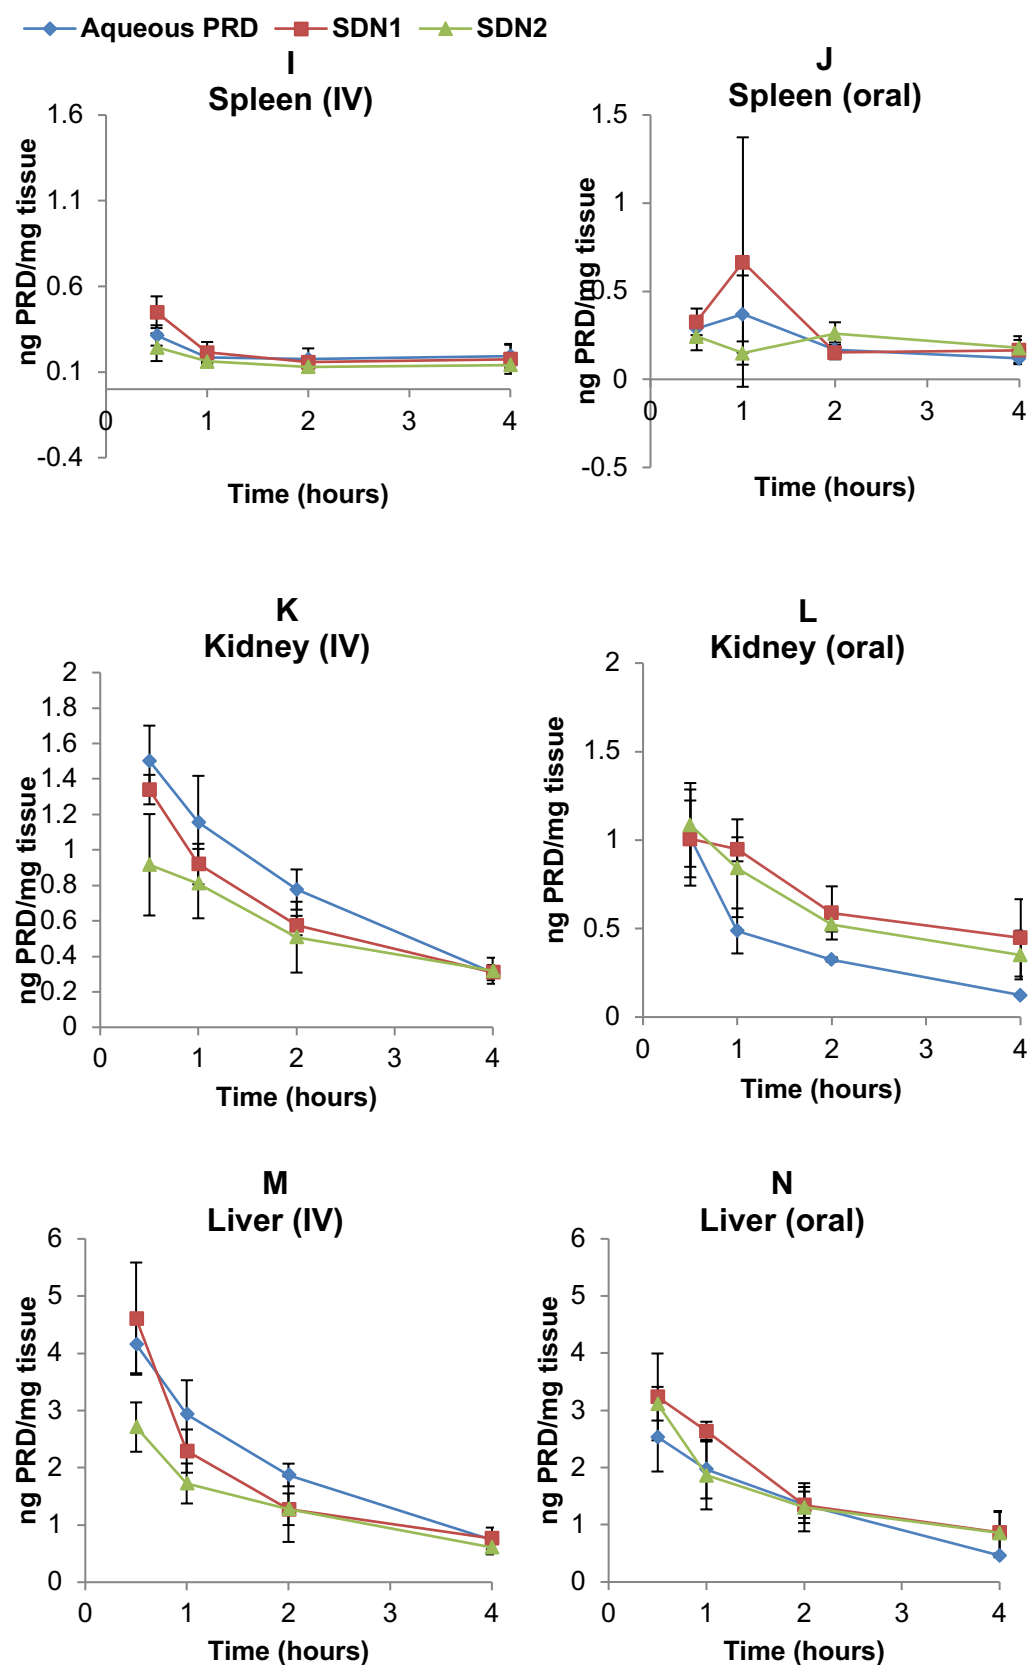 Aqueous PRD SDN1 SDN2
I
Spleen (IV)
1.6
1.1
0.6
0.1
-0.4
0 1 2 3 4
ng PRD/mg tissue
Time (hours)
J
Spleen (oral)
1.5
1
0.5
0
-0.5
0 1 2 3 4
ng PRD/mg tissue
Time (hours)
K
Kidney (IV)
2
1.8
1.6
1.4
1.2
1
0.8
0.6
0.4
0.2
0
0 1 2 3 4
ng PRD/mg tissue
Time (hours)
L
Kidney (oral)
2
1.5
1
0.5
0
0 1 2 3 4
ng PRD/mg tissue
Time (hours)
M
Liver (IV)
6
5
4
3
2
1
0
0 1 2 3 4
ng PRD/mg tissue
Time (hours)
N
Liver (oral)
6
5
4
3
2
1
0
0 1 2 3 4
ng PRD/mg tissue
Time (hours)